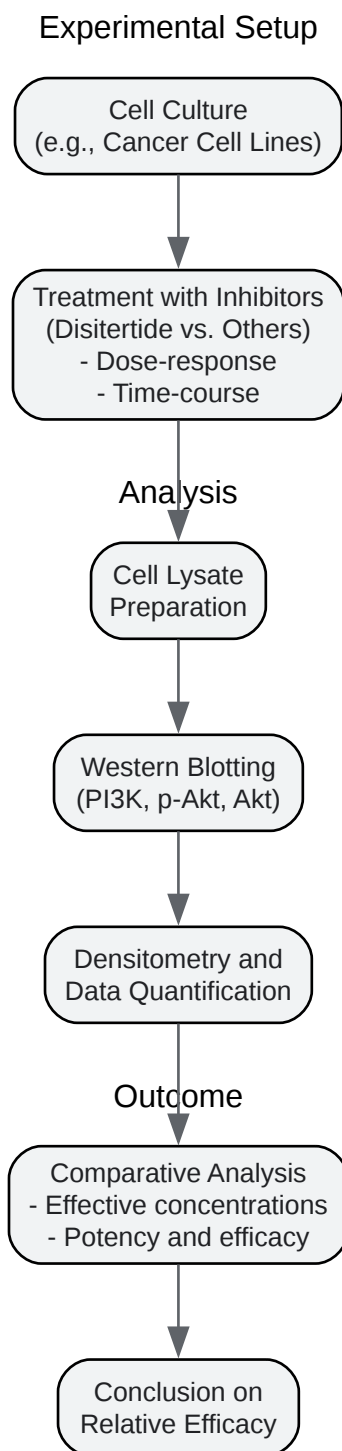 Experimental Setup
Cell Culture
(e.g., Cancer Cell Lines)
Treatment with Inhibitors
(Disitertide vs. Others)
- Dose-response
- Time-course
Analysis
Cell Lysate
Preparation
Western Blotting
(PI3K, p-Akt, Akt)
Densitometry and
Data Quantification
Outcome
Comparative Analysis
- Effective concentrations
- Potency and efficacy
Conclusion on
Relative Efficacy